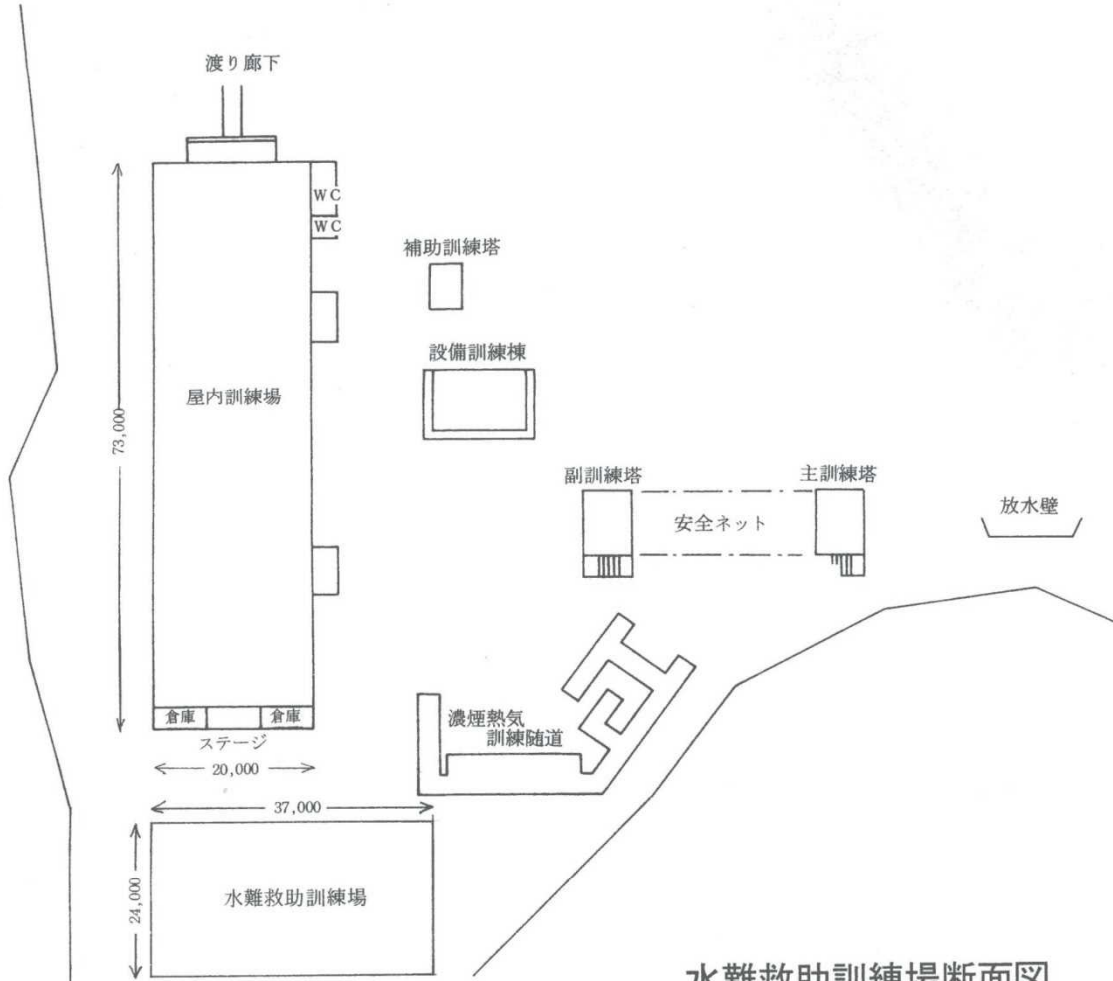 渡り廊下
WC
WC
補助訓練塔
設備訓練棟
屋内訓練場
73,000
副訓練塔
主訓練塔
安全ネット
放水壁
濃煙熱気
訓練随道
倉庫
倉庫
ステージ
20,000
37,000
24,000
水難救助訓練場
水難救助訓練場断面図